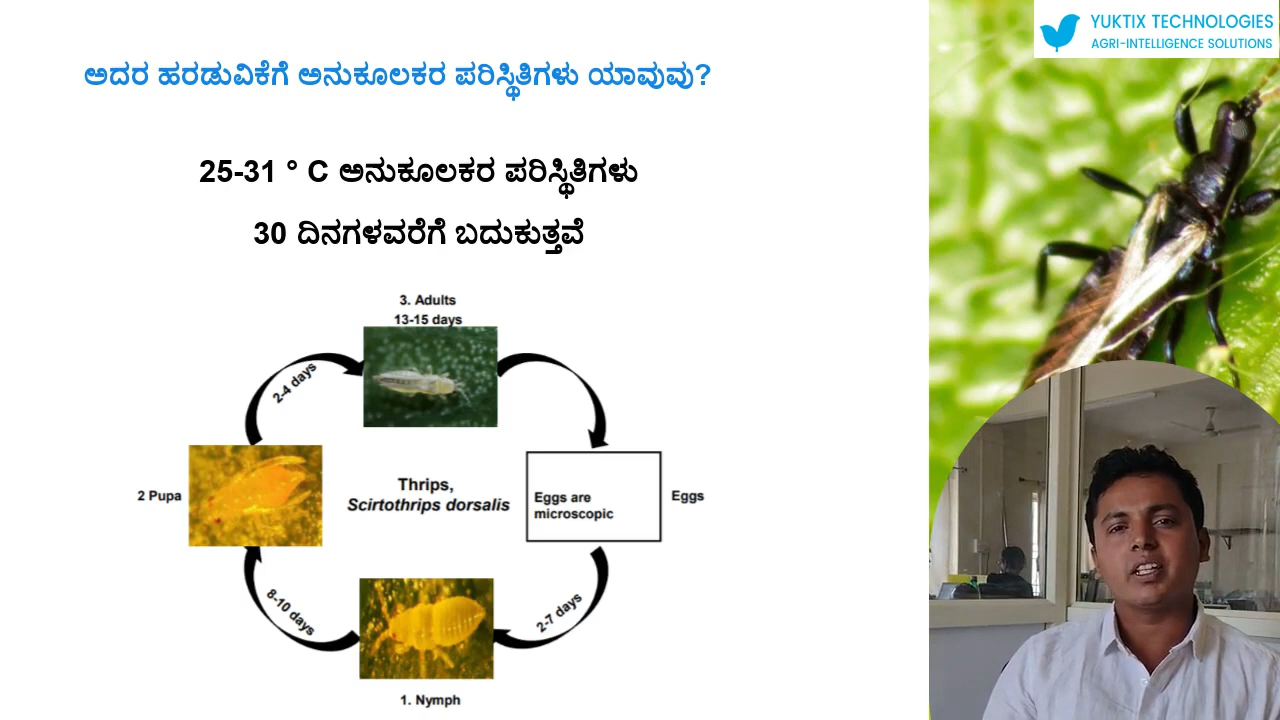 YUKTIX TECHNOLOGIES
AGRI-INTELLIGENCE SOLUTIONS
ಅದರ ಹರಡುವಿಕೆಗೆ ಅನುಕೂಲಕರ ಪರಿಸ್ಥಿತಿಗಳು ಯಾವುವು?
25-31 ° C ಅನುಕೂಲಕರ ಪರಿಸ್ಥಿತಿಗಳು
30 ದಿನಗಳವರೆಗೆ ಬದುಕುತ್ತವೆ
3. Adults
13-15 days
2-4 days
2 Pupa
Thrips,
Scirtothrips dorsalis
Eggs are
microscopic
Eggs
8-10 days
2-7 days
1. Nymph